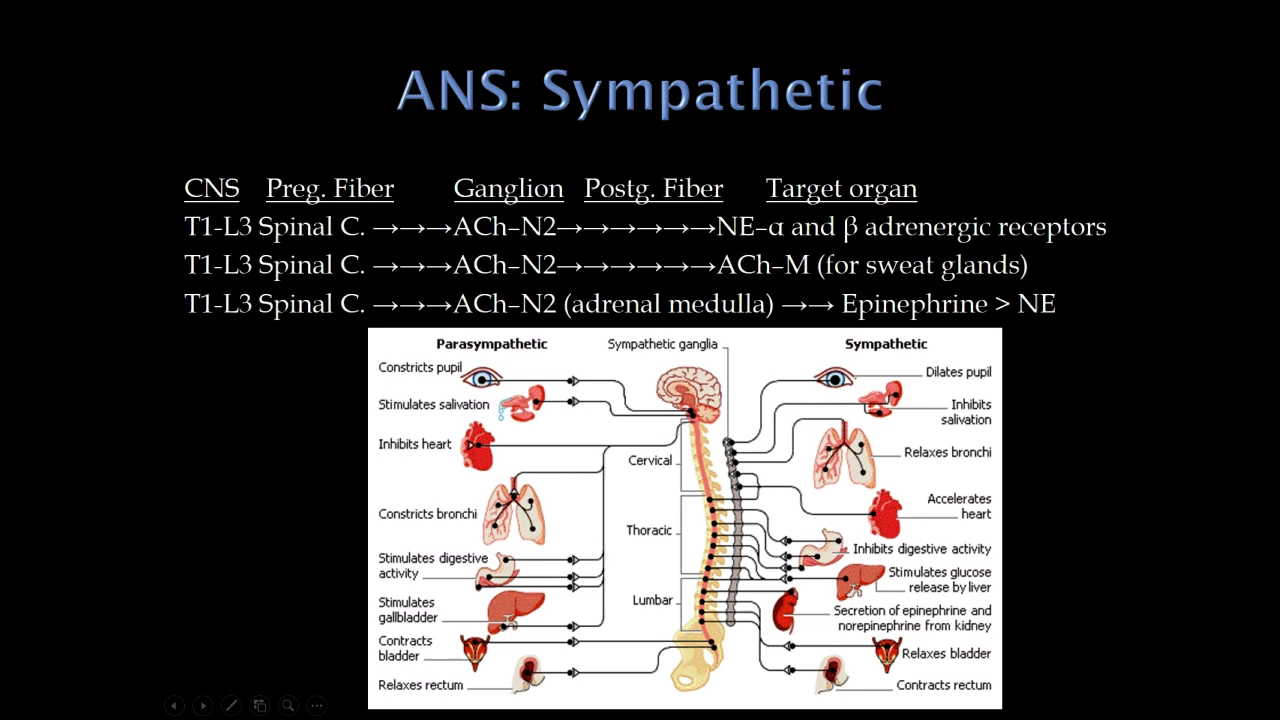 ANS: Sympathetic
CNS Preg. Fiber Ganglion Postg. Fiber Target organ
T1-L3 Spinal C. →→→ACh–N2→→→→→→NE–α and β adrenergic receptors
T1-L3 Spinal C. →→→ACh–N2→→→→→→ACh–M (for sweat glands)
T1-L3 Spinal C. →→→ACh–N2 (adrenal medulla) →→ Epinephrine > NE
Parasympathetic
Sympathetic ganglia
Sympathetic
Constricts pupil
Stimulates salivation
Inhibits heart
Constricts bronchi
Stimulates digestive
activity
Stimulates
gallbladder
Contracts
bladder
Relaxes rectum
Cervical
Thoracic
Lumbar
Dilates pupil
Inhibits
salivation
Relaxes bronchi
Accelerates
heart
Inhibits digestive activity
Stimulates glucose
release by liver
Secretion of epinephrine and
norepinephrine from kidney
Relaxes bladder
Contracts rectum